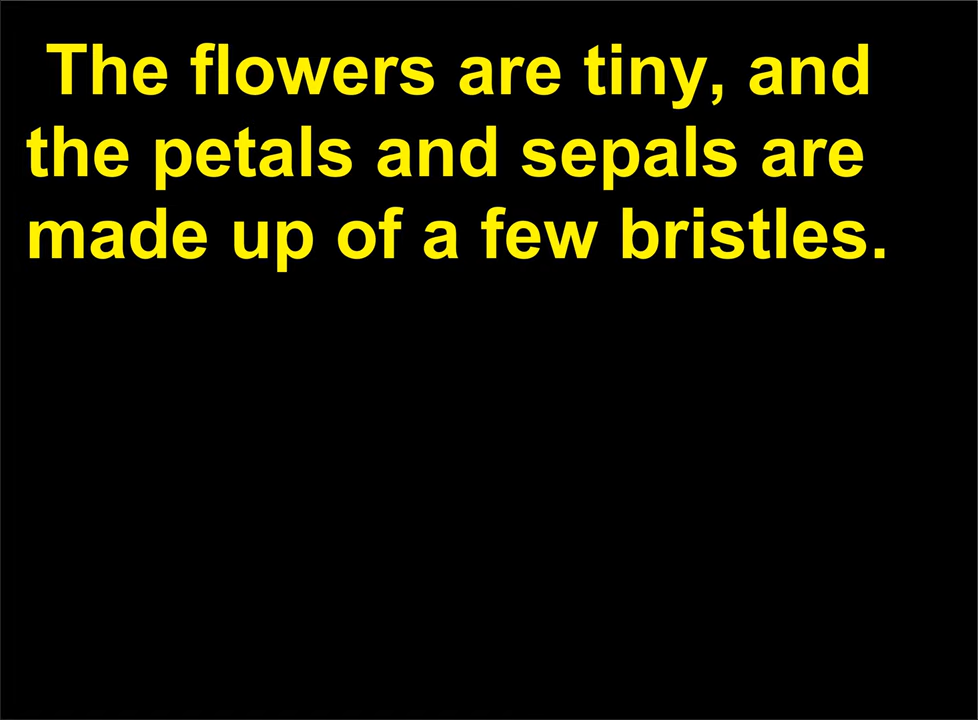 The flowers are tiny, and
the petals and sepals are
made up of a few bristles.